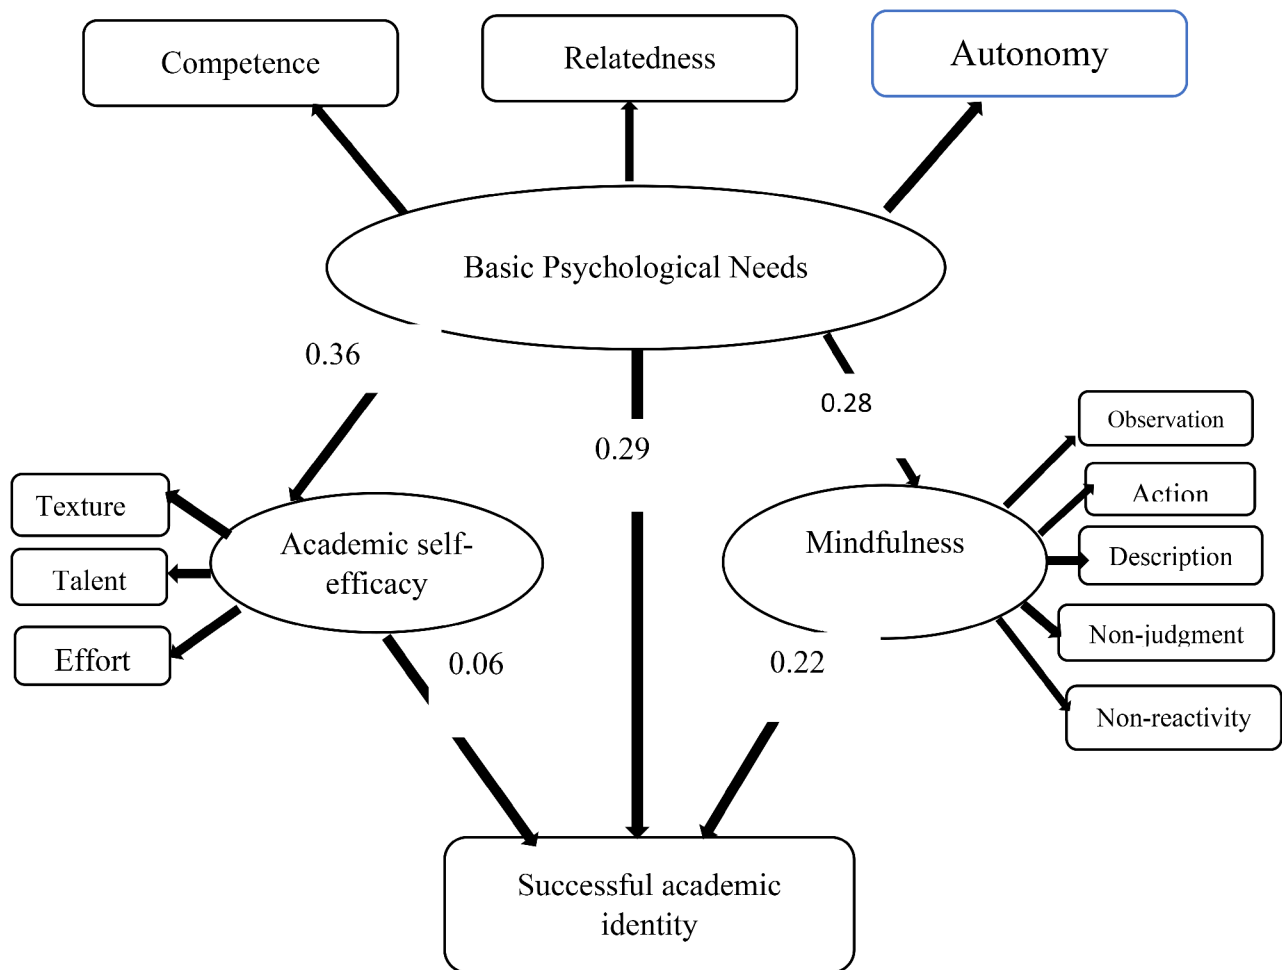 Competence
Relatedness
Autonomy
Basic Psychological Needs
0.36
0.29
0.28
Texture
Talent
Effort
Academic self-
efficacy
Mindfulness
Observation
Action
Description
Non-judgment
Non-reactivity
0.06
0.22
Successful academic
identity